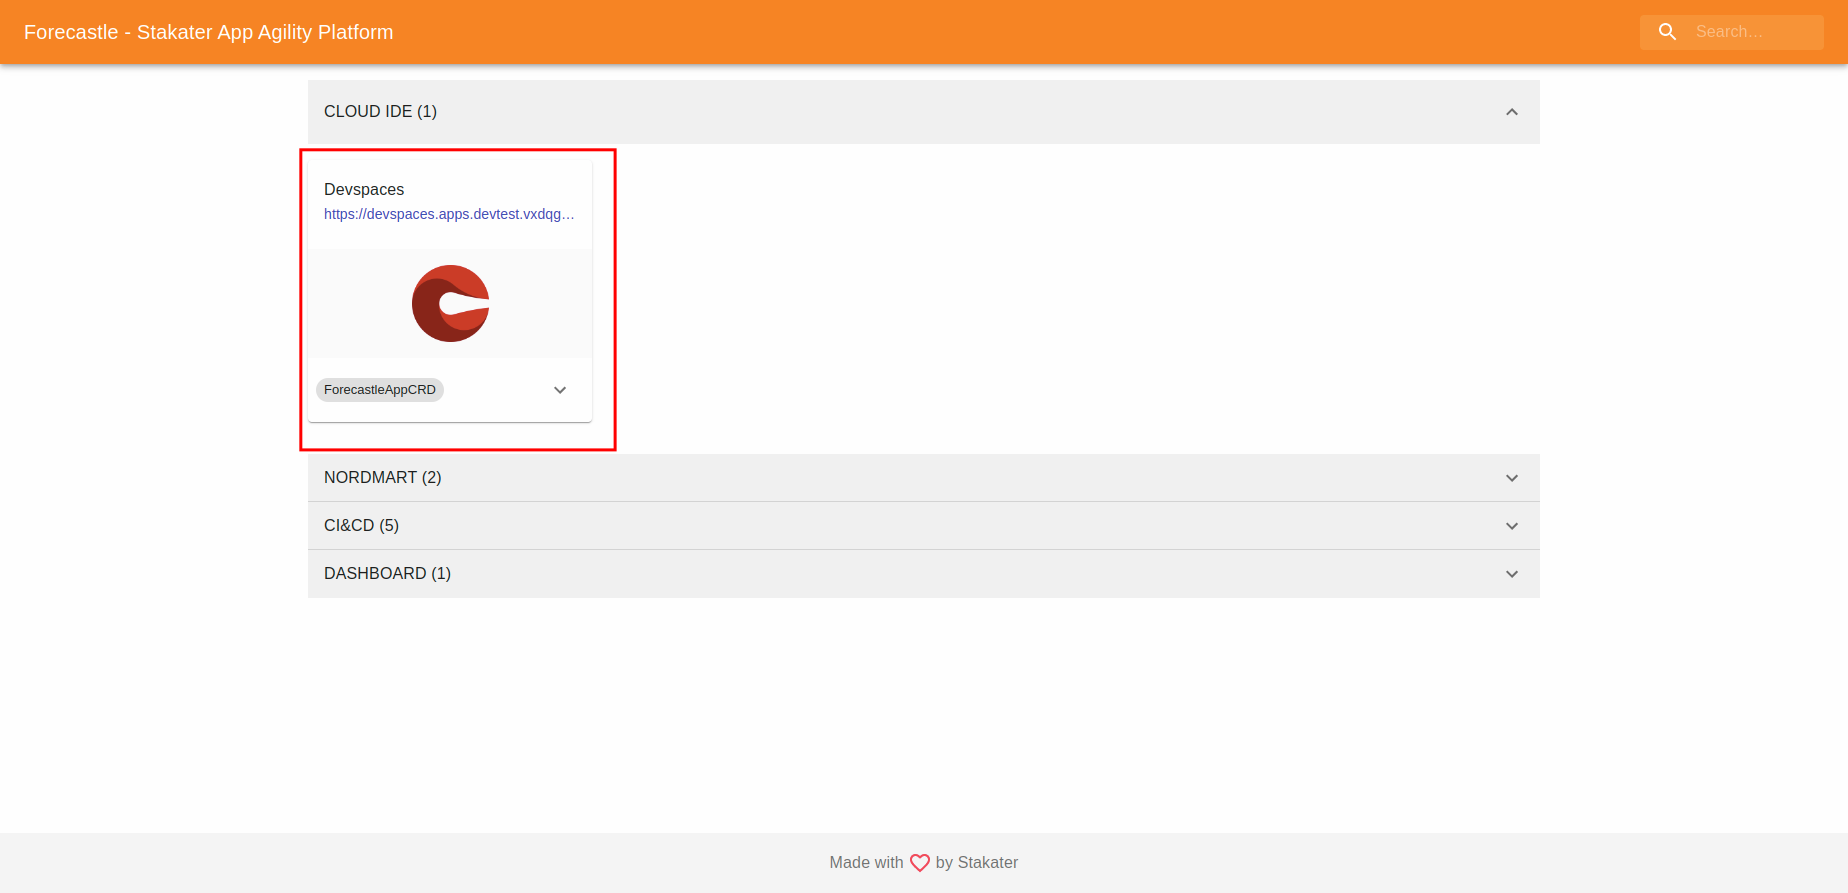 Forecastle - Stakater App Agility Platform
Search…
CLOUD IDE (1)
Devspaces
https://devspaces.apps.devtest.vxdqg…
ForecastleAppCRD
NORDMART (2)
CI&CD (5)
DASHBOARD (1)
Made with by Stakater